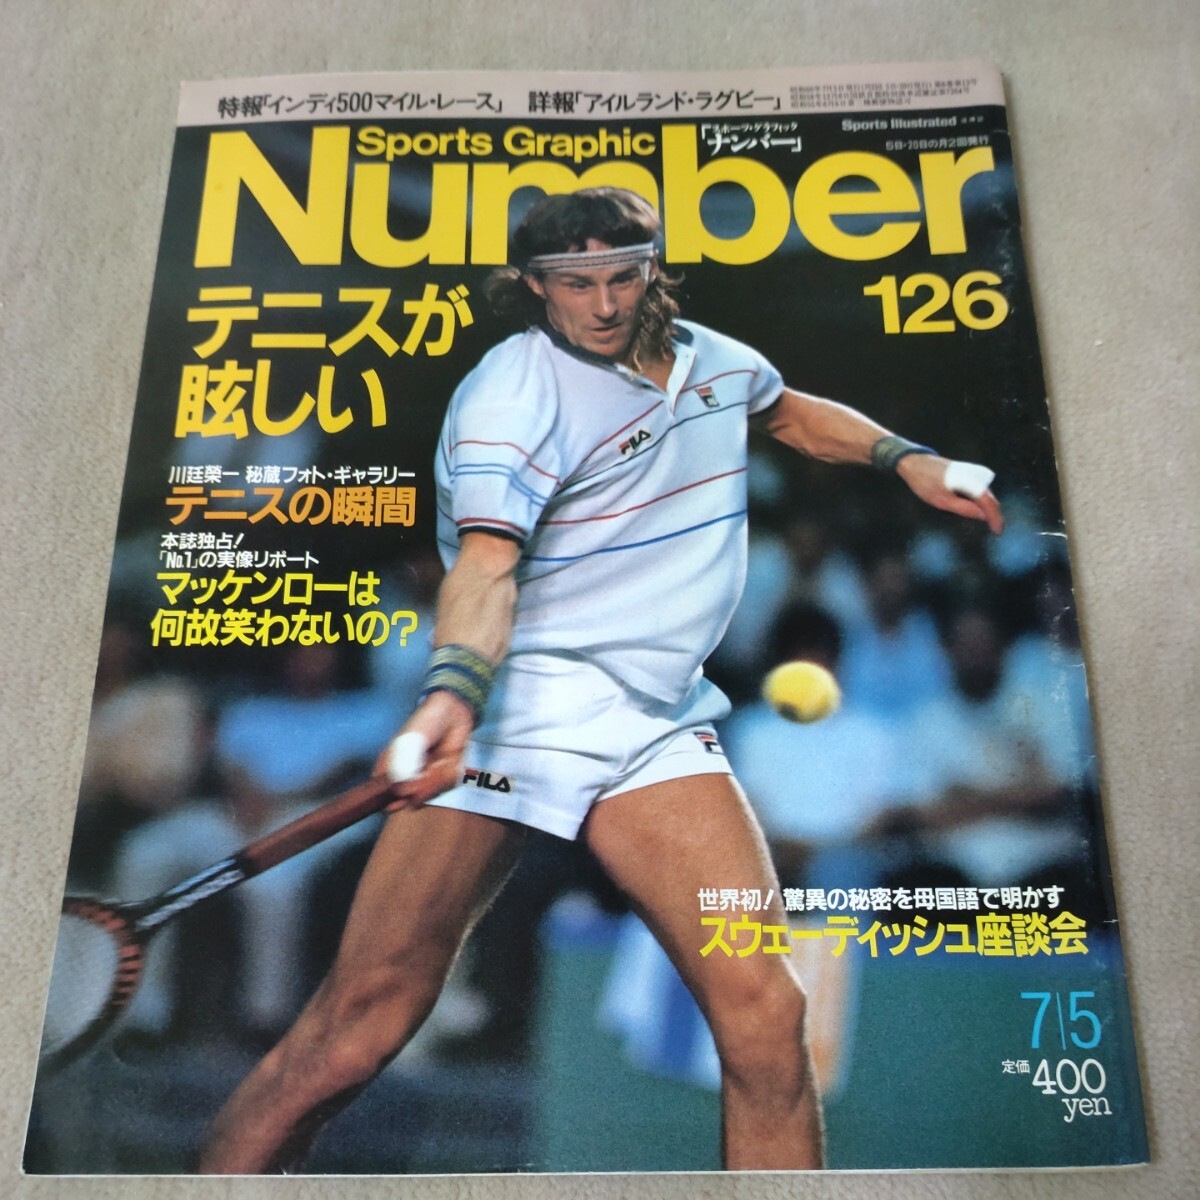 特報「インディ500マイル・レース」 詳報「アイルランド・ラグビー」
Sports Graphic
「スポーツ・グラフィック
ナンバー」
Sports Illustrated
5日・20日の月2回発行
Number
126
テニスが
眩しい
川廷榮一 秘蔵フォト・ギャラリー
テニスの瞬間
本誌独占!
「No.1」の実像リポート
マッケンローは
何故笑わないの?
FILA
FILA
世界初! 驚異の秘密を母国語で明かす
スウェーディッシュ座談会
7\5
定価400
yen